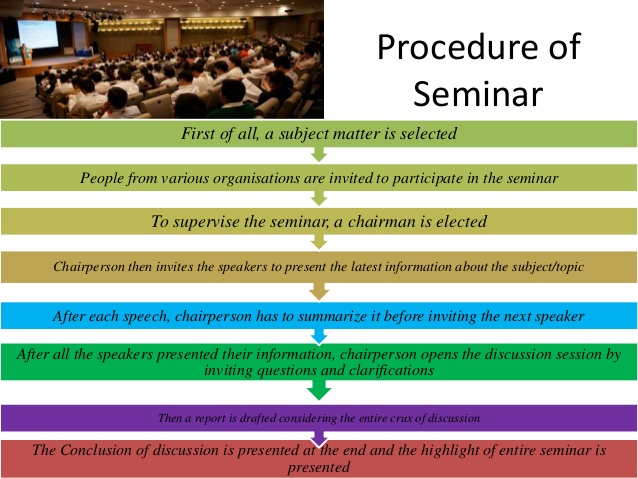 Procedure of
Seminar
First of all, a subject matter is selected
People from various organisations are invited to participate in the seminar
To supervise the seminar, a chairman is elected
Chairperson then invites the speakers to present the latest information about the subject/topic
After each speech, chairperson has to summarize it before inviting the next speaker
After all the speakers presented their information, chairperson opens the discussion session by
inviting questions and clarifications
Then a report is drafted considering the entire crux of discussion
The Conclusion of discussion is presented at the end and the highlight of entire seminar is
presented